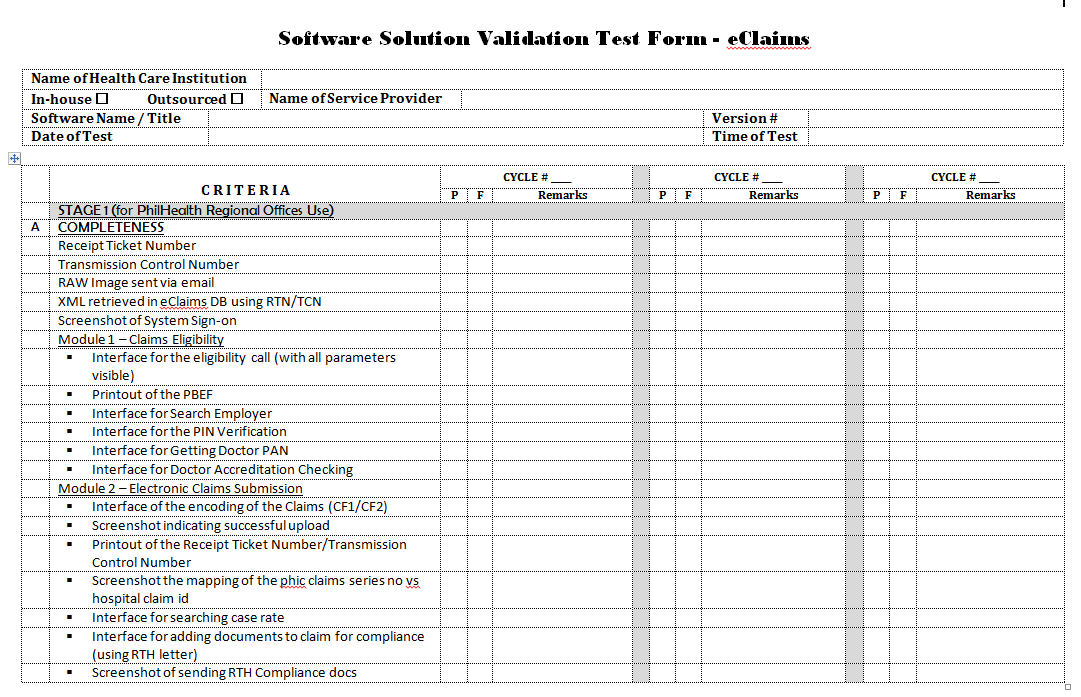 Software Solution Validation Test Form - eClaims
Name of Health Care Institution
In-house ☐ Outsourced ☐ Name of Service Provider
Software Name / Title Version #
Date of Test Time of Test
CRITERIA CYCLE # ___ CYCLE # ___ CYCLE # ___
P F Remarks P F Remarks P F Remarks
STAGE 1 (for PhilHealth Regional Offices Use)
A COMPLETENESS
Receipt Ticket Number
Transmission Control Number
RAW Image sent via email
XML retrieved in eClaims DB using RTN/TCN
Screenshot of System Sign-on
Module 1 – Claims Eligibility
▪ Interface for the eligibility call (with all parameters
visible)
▪ Printout of the PBEF
▪ Interface for Search Employer
▪ Interface for the PIN Verification
▪ Interface for Getting Doctor PAN
▪ Interface for Doctor Accreditation Checking
Module 2 – Electronic Claims Submission
▪ Interface of the encoding of the Claims (CF1/CF2)
▪ Screenshot indicating successful upload
▪ Printout of the Receipt Ticket Number/Transmission
Control Number
▪ Screenshot the mapping of the phic claims series no vs
hospital claim id
▪ Interface for searching case rate
▪ Interface for adding documents to claim for compliance
(using RTH letter)
▪ Screenshot of sending RTH Compliance docs